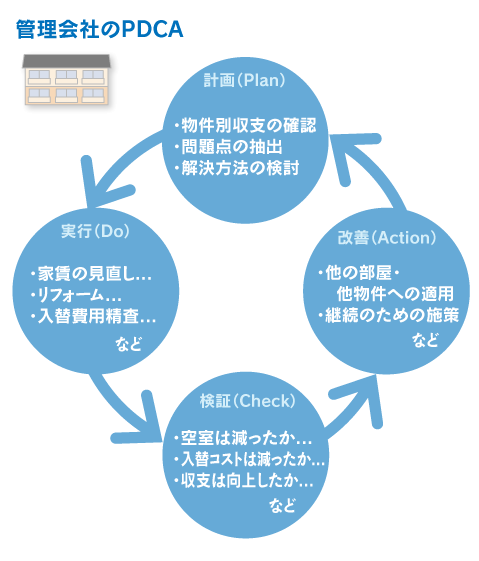 管理会社のPDCA
計画(Plan)
・物件別収支の確認
・問題点の抽出
・解決方法の検討
実行(Do)
・家賃の見直し…
・リフォーム…
・入替費用精査…
など
検証(Check)
・空室は減ったか…
・入替コストは減ったか…
・収支は向上したか…
など
改善(Action)
・他の部屋・
他物件への適用
・継続のための施策
など